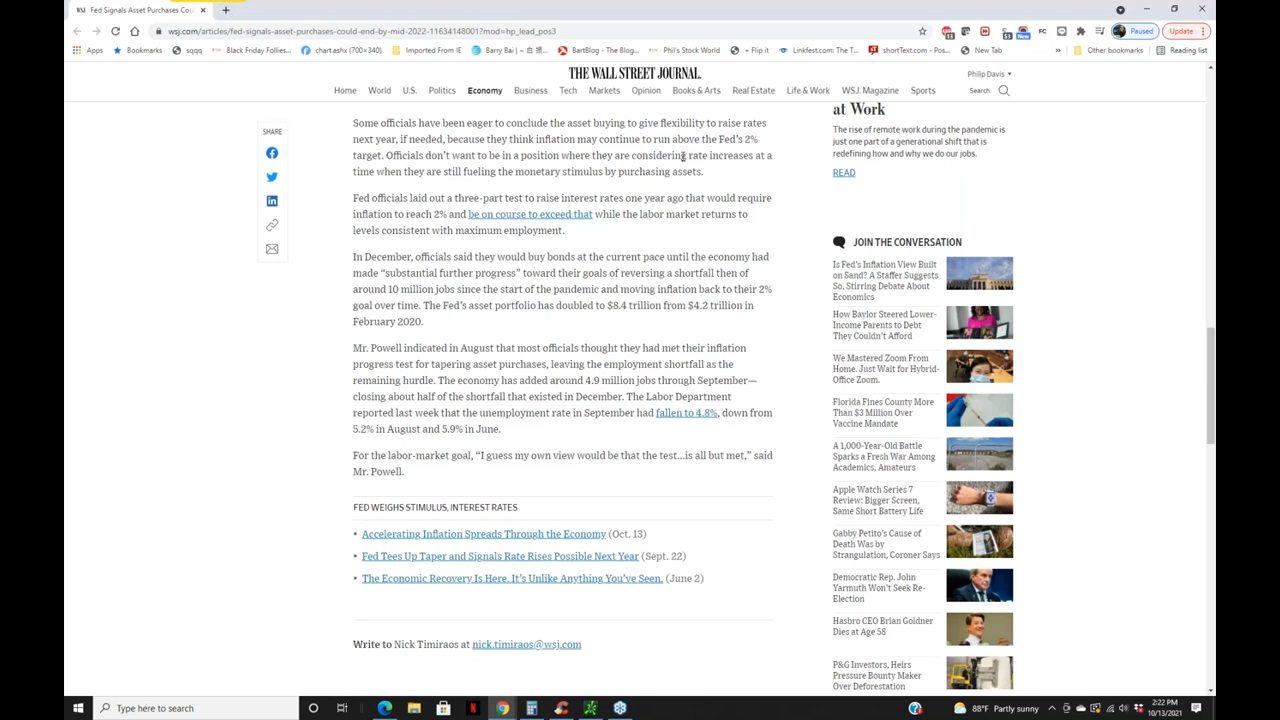 Fed Signals Asset Purchases Cou
wsj.com/articles/fed-signals-asset-purchases-could-end-by-mid-2022-11634148001?mod=hp_lead_pos3
Paused
Update
Apps
Bookmarks
sqqq
Black Friday Follies...
chart.ashx (700×340)
Imported From IE
BartBlog - The Blog...
Phil's Stock World
+ Flip it
Linkfest.com: The T...
shortText.com - Pos...
New Tab
»
Other bookmarks
Reading list
THE WALL STREET JOURNAL.
Philip Davis
Home World U.S. Politics Economy Business Tech Markets Opinion Books & Arts Real Estate Life & Work WSJ. Magazine Sports
Search
SHARE
Some officials have been eager to conclude the asset buying to give flexibility to raise rates
next year, if needed, because they think inflation may continue to run above the Fed's 2%
target. Officials don't want to be in a position where they are considering rate increases at a
time when they are still fueling the monetary stimulus by purchasing assets.
Fed officials laid out a three-part test to raise interest rates one year ago that would require
inflation to reach 2% and be on course to exceed that while the labor market returns to
levels consistent with maximum employment.
In December, officials said they would buy bonds at the current pace until the economy had
made “substantial further progress” toward their goals of reversing a shortfall then of
around 10 million jobs since the start of the pandemic and moving inflation back to their 2%
goal over time. The Fed's asset portfolio has doubled to $8.4 trillion from $4.2 trillion in
February 2020.
Mr. Powell indicated in August that most officials thought they had met their inflation
progress test for tapering asset purchases, leaving the employment shortfall as the
remaining hurdle. The economy has added around 4.9 million jobs through September—
closing about half of the shortfall that existed in December. The Labor Department
reported last week that the unemployment rate in September had fallen to 4.8%, down from
5.2% in August and 5.9% in June.
For the labor-market goal, “I guess my own view would be that the test...is all but met,” said
Mr. Powell.
FED WEIGHS STIMULUS, INTEREST RATES
• Accelerating Inflation Spreads Through the Economy (Oct. 13)
• Fed Tees Up Taper and Signals Rate Rises Possible Next Year (Sept. 22)
• The Economic Recovery Is Here. It's Unlike Anything You've Seen. (June 2)
Write to Nick Timiraos at nick.timiraos@wsj.com
at Work
The rise of remote work during the pandemic is
just one part of a generational shift that is
redefining how and why we do our jobs.
READ
JOIN THE CONVERSATION
Is Fed's Inflation View Built
on Sand? A Staffer Suggests
So, Stirring Debate About
Economics
How Baylor Steered Lower-
Income Parents to Debt
They Couldn't Afford
We Mastered Zoom From
Home. Just Wait for Hybrid-
Office Zoom.
Florida Fines County More
Than $3 Million Over
Vaccine Mandate
A 1,000-Year-Old Battle
Sparks a Fresh War Among
Academics, Amateurs
Apple Watch Series 7
Review: Bigger Screen,
Same Short Battery Life
Gabby Petito's Cause of
Death Was by
Strangulation, Coroner Says
Democratic Rep. John
Yarmuth Won't Seek Re-
Election
Hasbro CEO Brian Goldner
Dies at Age 58
P&G Investors, Heirs
Pressure Bounty Maker
Over Deforestation
Type here to search
88°F Partly sunny
2:22 PM
10/13/2021